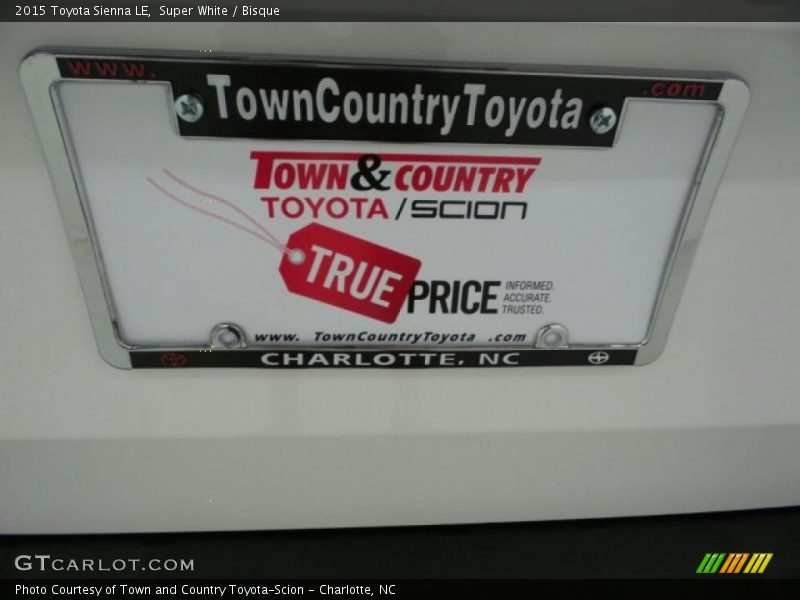 2015 Toyota Sienna LE, Super White / Bisque
www. .com
TownCountryToyota
TOWN & COUNTRY
TOYOTA / SCION
TRUE PRICE
INFORMED.
ACCURATE.
TRUSTED.
www. TownCountryToyota .com
CHARLOTTE, NC
GTCARLOT.COM
Photo Courtesy of Town and Country Toyota-Scion - Charlotte, NC